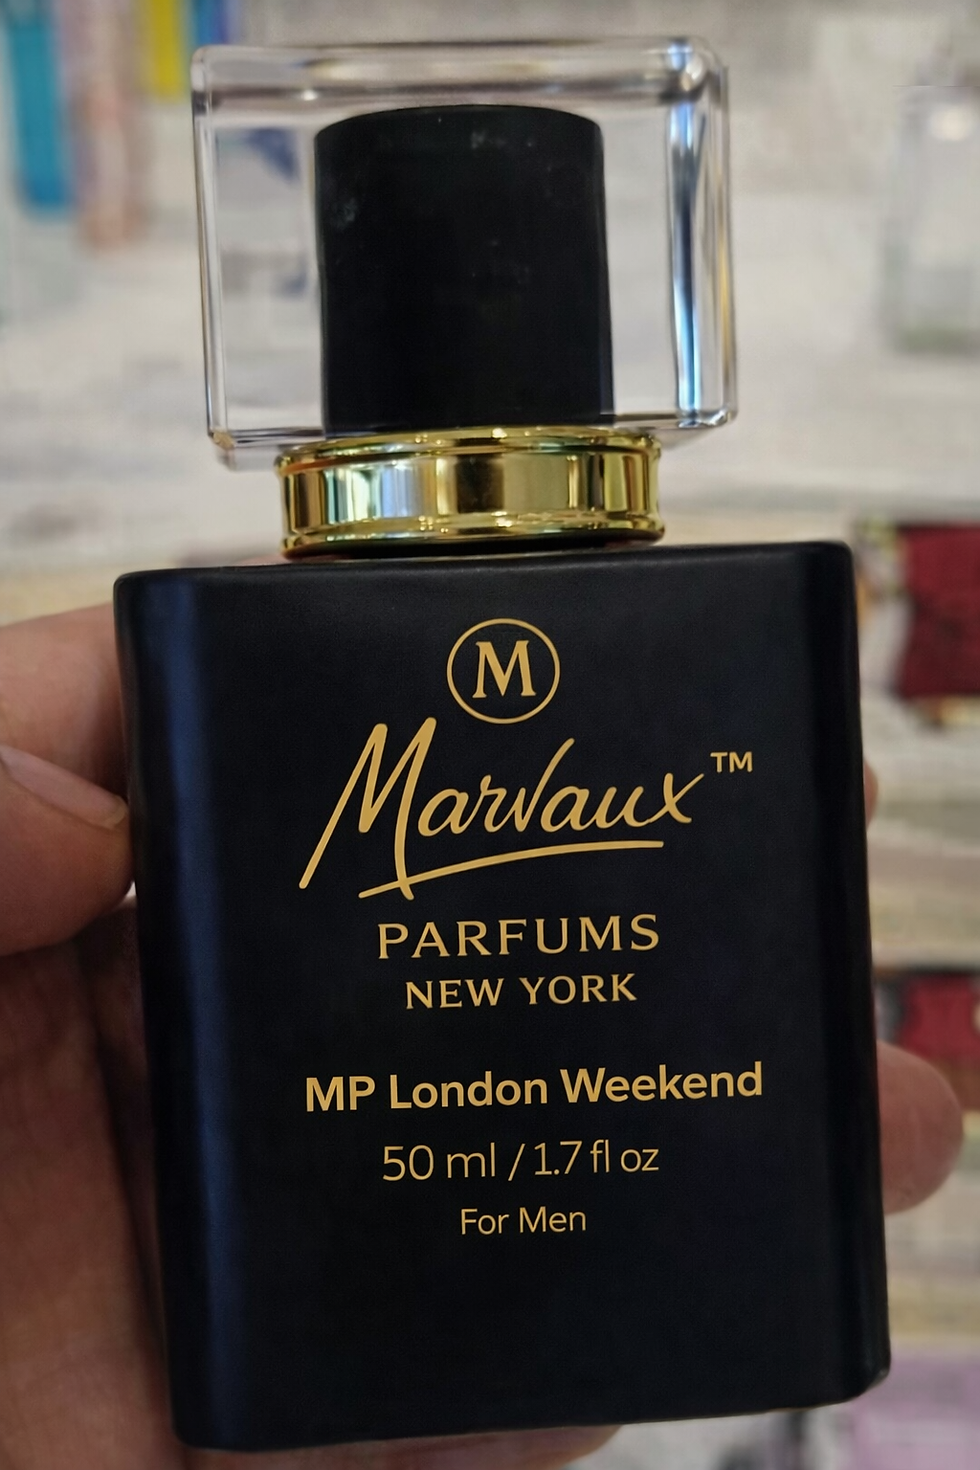 M
Marvaux™
PARFUMS
NEW YORK
MP London Weekend
50 ml / 1.7 fl oz
For Men